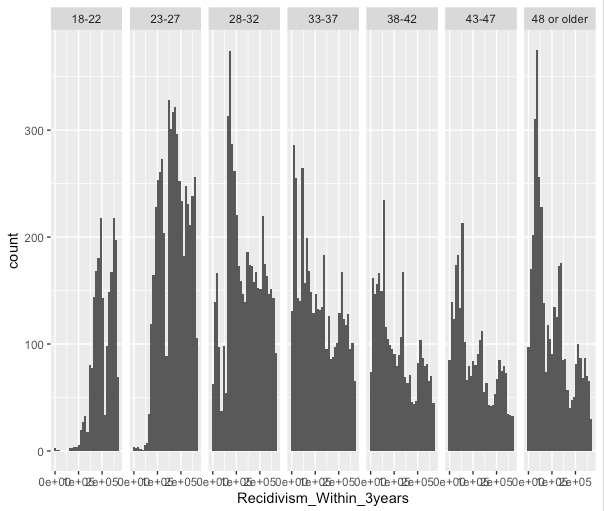 18-22 23-27 28-32 33-37 38-42 43-47 48 or older
300
200
100
0
count
Recidivism_Within_3years